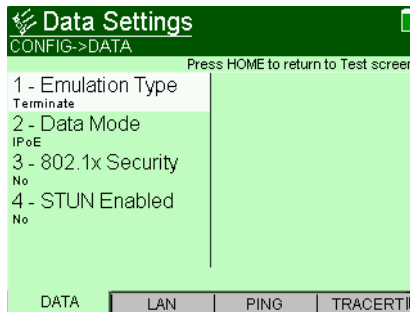 Data Settings
CONFIG->DATA
Press HOME to return to Test screen
1 - Emulation Type
Terminate
2 - Data Mode
IPoE
3 - 802.1x Security
No
4 - STUN Enabled
No
DATA LAN PING TRACERT